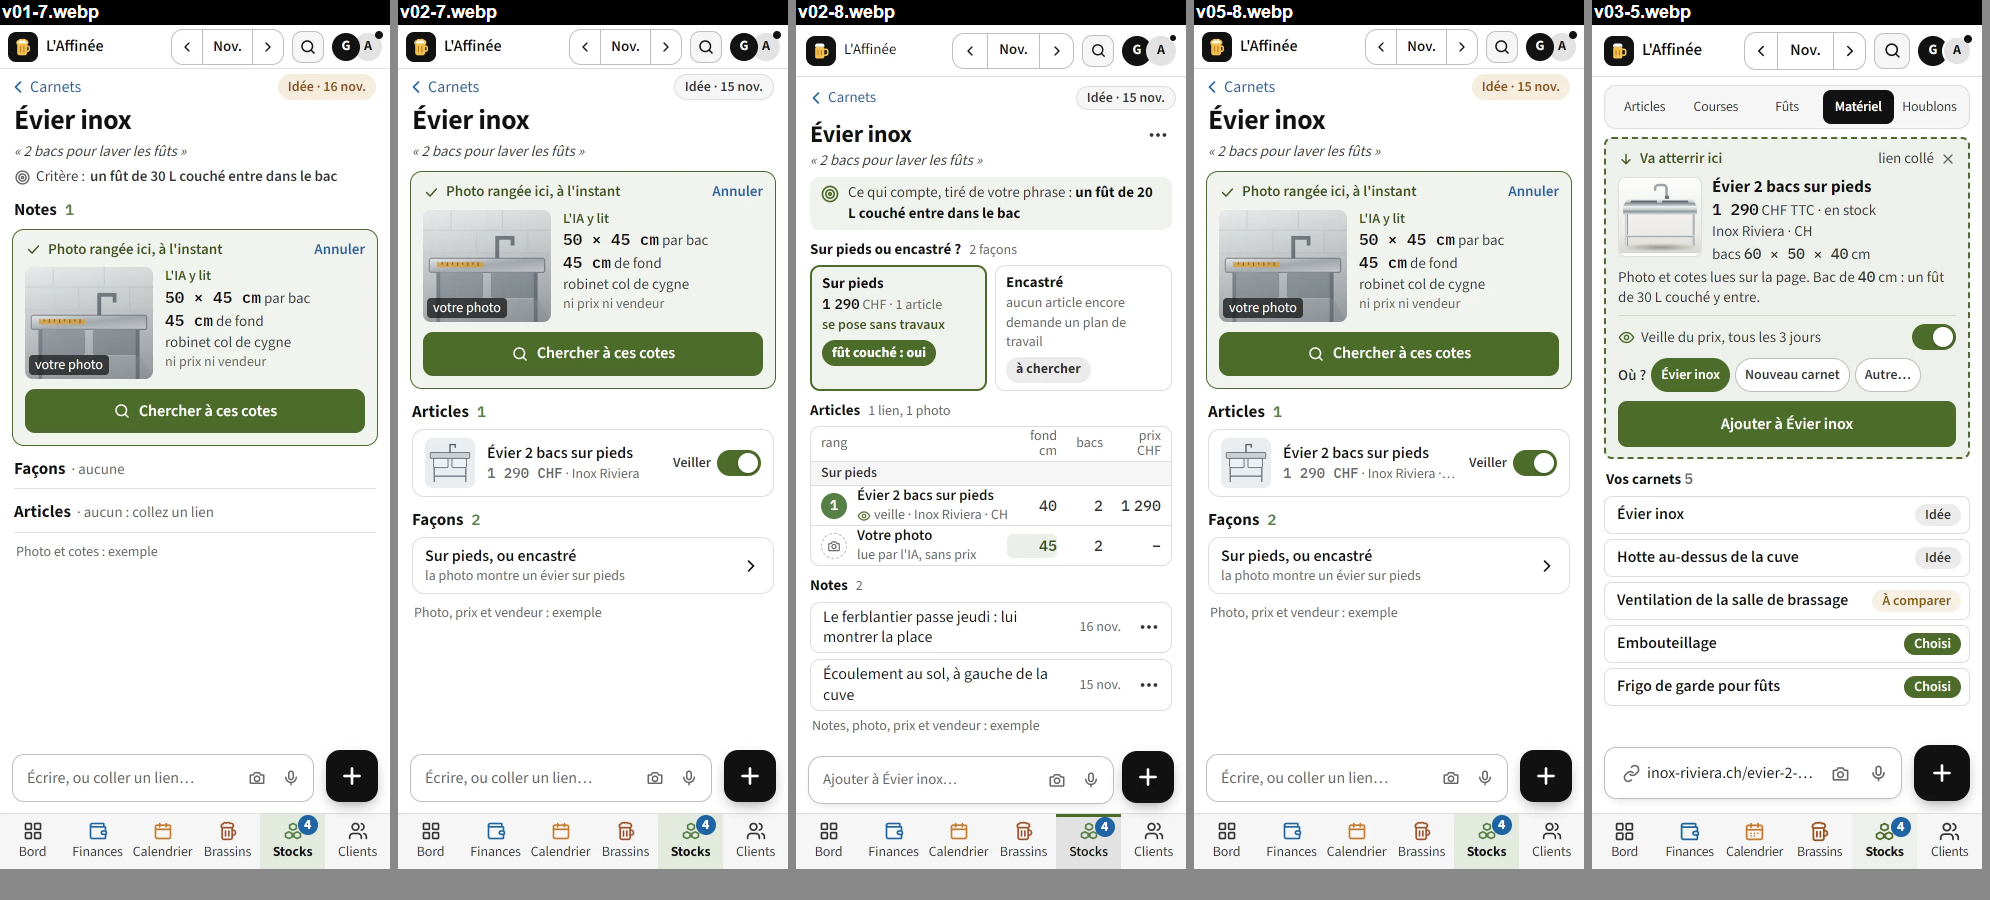 v01-7.webp
L'Affinée
Nov.
G
A
Carnets
Idée · 16 nov.
Évier inox
« 2 bacs pour laver les fûts »
Critère : un fût de 30 L couché entre dans le bac
Notes 1
Photo rangée ici, à l'instant
Annuler
votre photo
L'IA y lit
50 × 45 cm par bac
45 cm de fond
robinet col de cygne
ni prix ni vendeur
Chercher à ces cotes
Façons · aucune
Articles · aucun : collez un lien
Photo et cotes : exemple
Écrire, ou coller un lien…
Bord
Finances
Calendrier
Brassins
4
Stocks
Clients
v02-7.webp
L'Affinée
Nov.
G
A
Carnets
Idée · 15 nov.
Évier inox
« 2 bacs pour laver les fûts »
Photo rangée ici, à l'instant
Annuler
votre photo
L'IA y lit
50 × 45 cm par bac
45 cm de fond
robinet col de cygne
ni prix ni vendeur
Chercher à ces cotes
Articles 1
Évier 2 bacs sur pieds
1 290 CHF · Inox Riviera
Veiller
Façons 2
Sur pieds, ou encastré
la photo montre un évier sur pieds
Photo, prix et vendeur : exemple
Écrire, ou coller un lien…
Bord
Finances
Calendrier
Brassins
4
Stocks
Clients
v02-8.webp
L'Affinée
Nov.
G
A
Carnets
Idée · 15 nov.
Évier inox
« 2 bacs pour laver les fûts »
Ce qui compte, tiré de votre phrase : un fût de 20
L couché entre dans le bac
Sur pieds ou encastré ? 2 façons
Sur pieds
1 290 CHF · 1 article
se pose sans travaux
fût couché : oui
Encastré
aucun article encore
demande un plan de
travail
à chercher
Articles 1 lien, 1 photo
rang
fond
cm
bacs
prix
CHF
Sur pieds
1
Évier 2 bacs sur pieds
veille · Inox Riviera · CH
40
2
1 290
Votre photo
lue par l'IA, sans prix
45
2
–
Notes 2
Le ferblantier passe jeudi : lui
montrer la place
16 nov.
Écoulement au sol, à gauche de la
cuve
15 nov.
Notes, photo, prix et vendeur : exemple
Ajouter à Évier inox…
Bord
Finances
Calendrier
Brassins
4
Stocks
Clients
v05-8.webp
L'Affinée
Nov.
G
A
Carnets
Idée · 15 nov.
Évier inox
« 2 bacs pour laver les fûts »
Photo rangée ici, à l'instant
Annuler
votre photo
L'IA y lit
50 × 45 cm par bac
45 cm de fond
robinet col de cygne
ni prix ni vendeur
Chercher à ces cotes
Articles 1
Évier 2 bacs sur pieds
1 290 CHF · Inox Riviera ·…
Veiller
Façons 2
Sur pieds, ou encastré
la photo montre un évier sur pieds
Photo, prix et vendeur : exemple
Écrire, ou coller un lien…
Bord
Finances
Calendrier
Brassins
4
Stocks
Clients
v03-5.webp
L'Affinée
Nov.
G
A
Articles
Courses
Fûts
Matériel
Houblons
Va atterrir ici
lien collé
Évier 2 bacs sur pieds
1 290 CHF TTC · en stock
Inox Riviera · CH
bacs 60 × 50 × 40 cm
Photo et cotes lues sur la page. Bac de 40 cm : un fût
de 30 L couché y entre.
Veille du prix, tous les 3 jours
Où ?
Évier inox
Nouveau carnet
Autre…
Ajouter à Évier inox
Vos carnets 5
Évier inox
Idée
Hotte au-dessus de la cuve
Idée
Ventilation de la salle de brassage
À comparer
Embouteillage
Choisi
Frigo de garde pour fûts
Choisi
inox-riviera.ch/evier-2-…
Bord
Finances
Calendrier
Brassins
4
Stocks
Clients